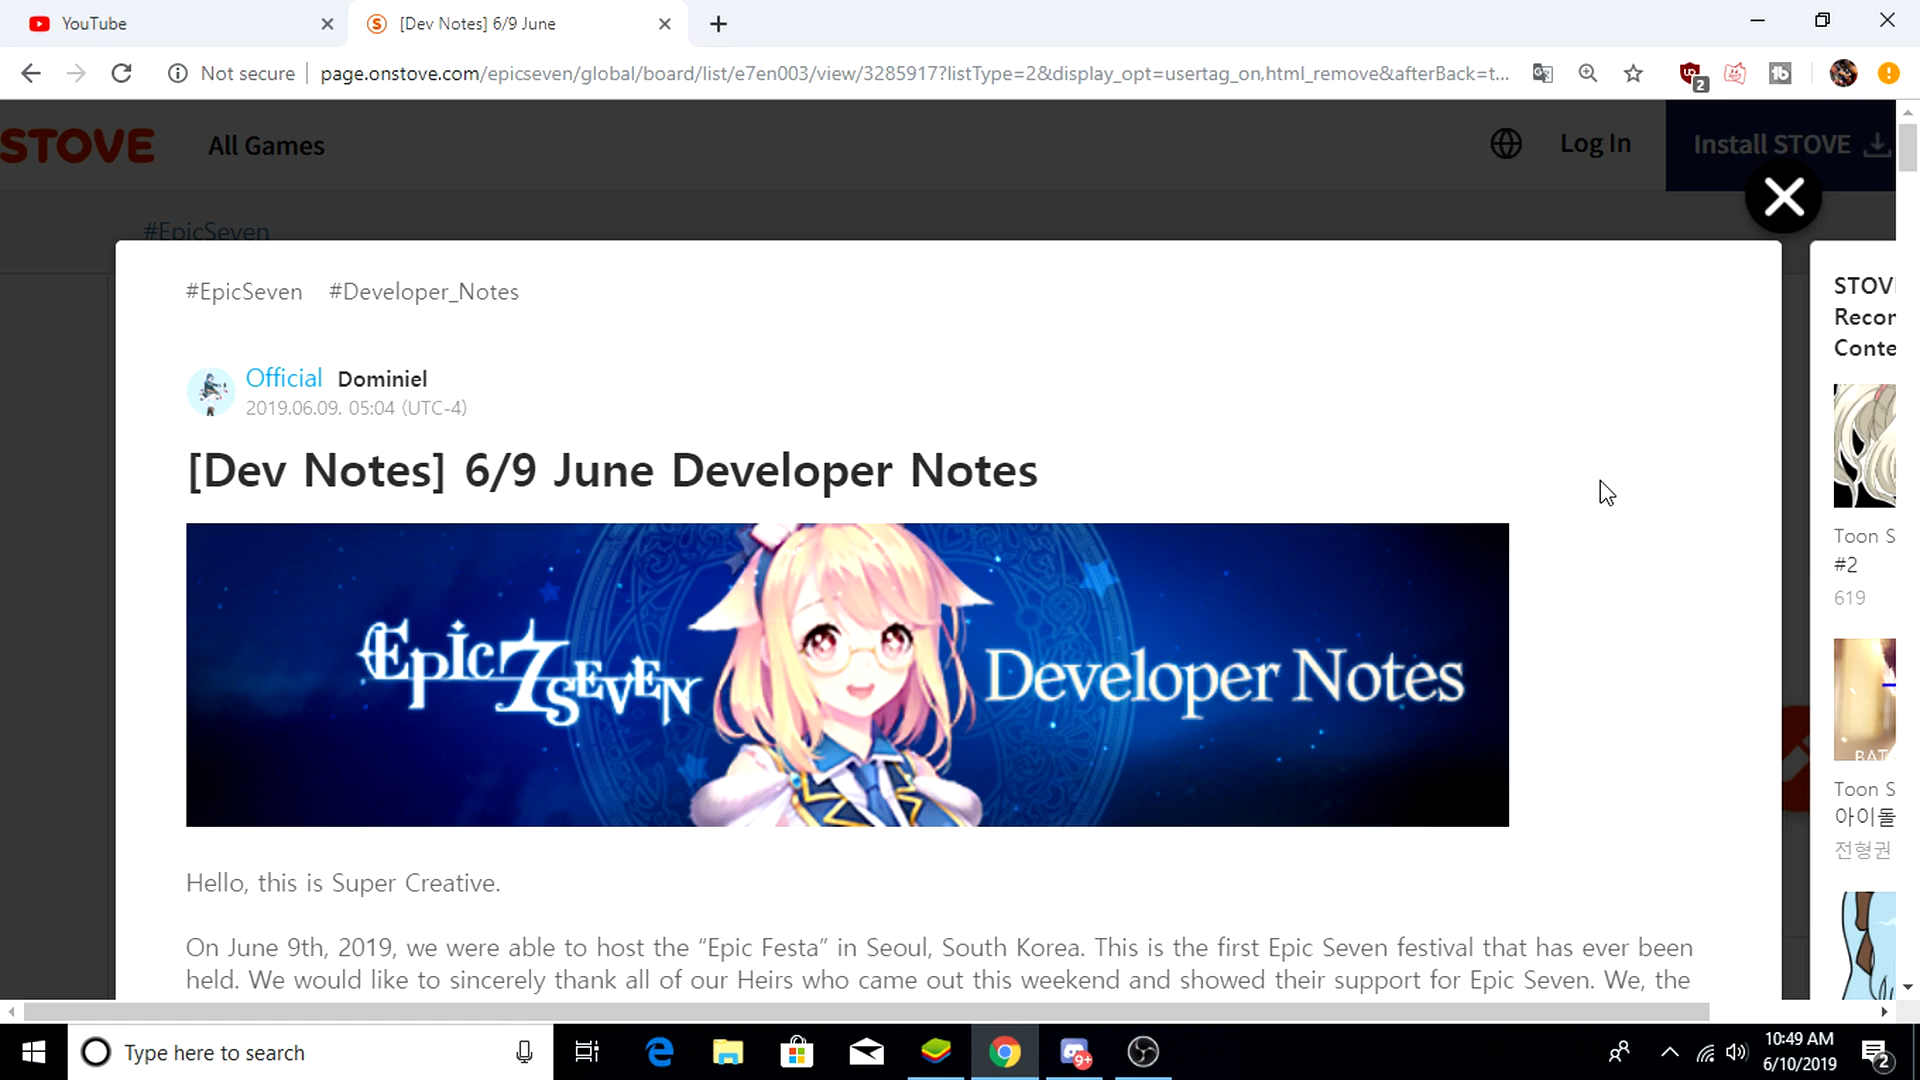 YouTube
[Dev Notes] 6/9 June
Not secure
page.onstove.com/epicseven/global/board/list/e7en003/view/3285917?listType=2&display_opt=usertag_on,html_remove&afterBack=t...
2
STOVE
All Games
Log In
Install STOVE
#EpicSeven
#EpicSeven #Developer_Notes
Official Dominiel
2019.06.09. 05:04 (UTC-4)
[Dev Notes] 6/9 June Developer Notes
Epic 7 SEVEN
Developer Notes
Hello, this is Super Creative.
On June 9th, 2019, we were able to host the “Epic Festa” in Seoul, South Korea. This is the first Epic Seven festival that has ever been
held. We would like to sincerely thank all of our Heirs who came out this weekend and showed their support for Epic Seven. We, the
STOV
Recor
Conte
Toon S
#2
619
BAT
Toon S
아이돌
전형권
Type here to search
9+
10:49 AM
6/10/2019
2